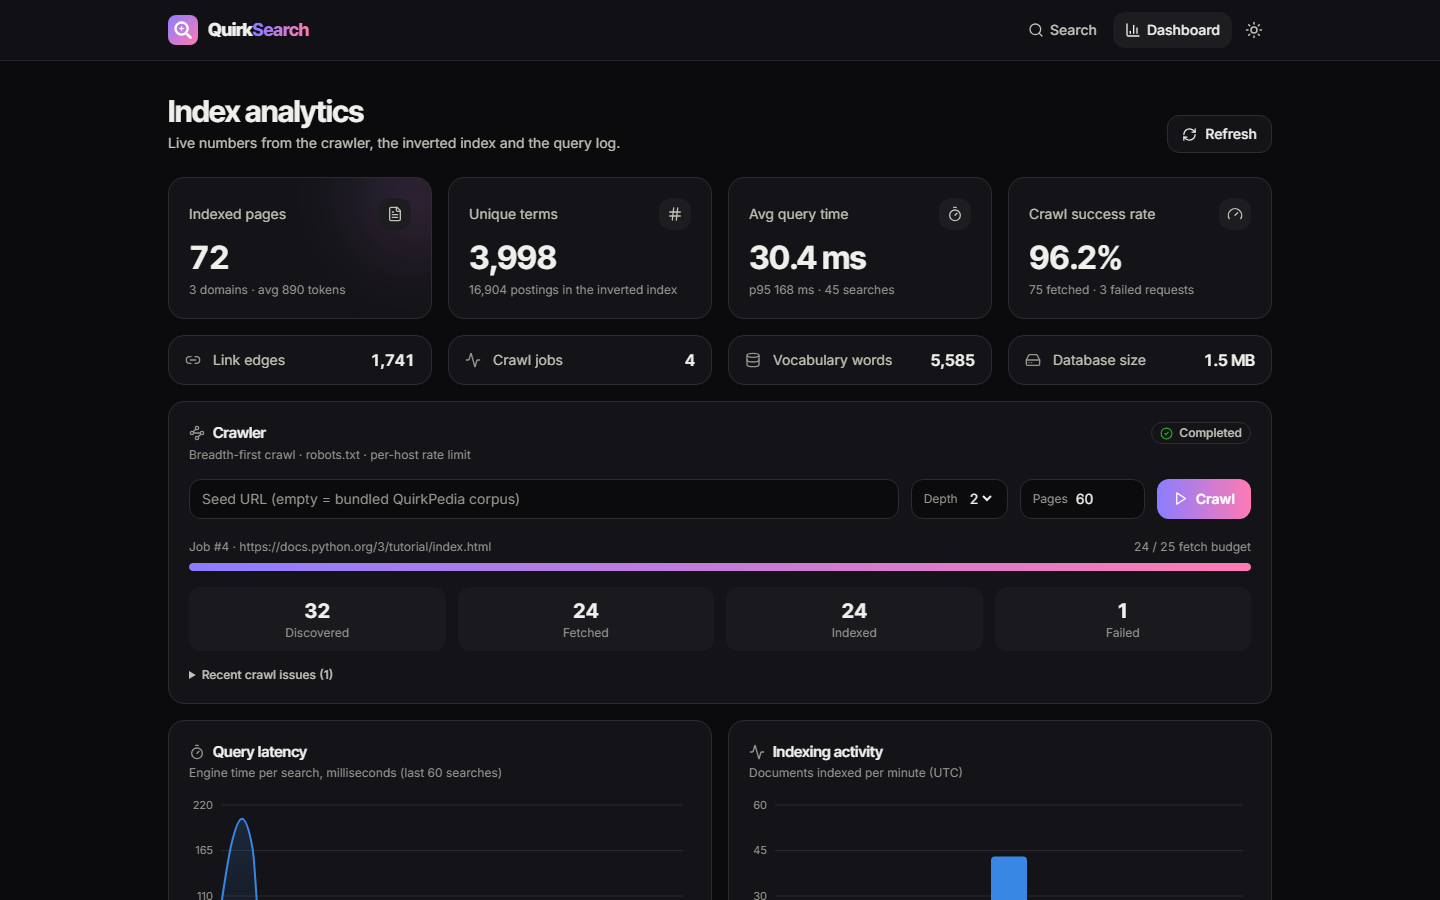 QuirkSearch
Search
Dashboard
Index analytics
Live numbers from the crawler, the inverted index and the query log.
Refresh
Indexed pages
72
3 domains · avg 890 tokens
Unique terms
3,998
16,904 postings in the inverted index
Avg query time
30.4 ms
p95 168 ms · 45 searches
Crawl success rate
96.2%
75 fetched · 3 failed requests
Link edges 1,741
Crawl jobs 4
Vocabulary words 5,585
Database size 1.5 MB
Crawler
Completed
Breadth-first crawl · robots.txt · per-host rate limit
Seed URL (empty = bundled QuirkPedia corpus)
Depth 2
Pages 60
Crawl
Job #4 · https://docs.python.org/3/tutorial/index.html
24 / 25 fetch budget
32
Discovered
24
Fetched
24
Indexed
1
Failed
Recent crawl issues (1)
Query latency
Engine time per search, milliseconds (last 60 searches)
220
165
110
Indexing activity
Documents indexed per minute (UTC)
60
45
30